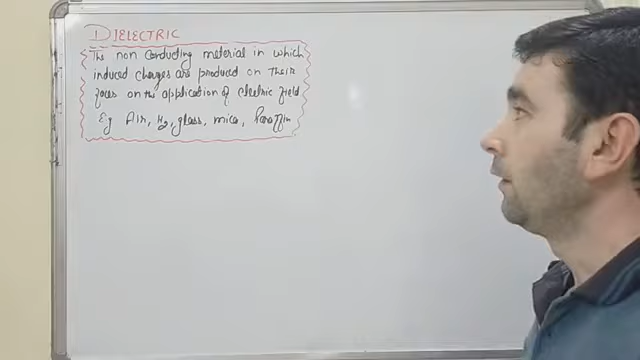 DIELECTRIC
The non conducting material in which
induced charges are produced on their
faces on the application of electric field
Eg Air, H2, glass, mica, Paraffin